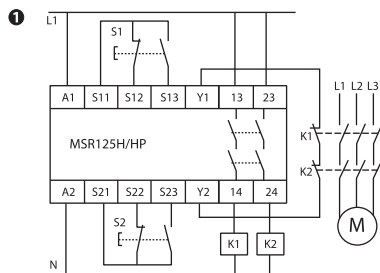 1
L1
S1
A1 S11 S12 S13 Y1 13 23
L1 L2 L3
MSR125H/HP
K1
K2
A2 S21 S22 S23 Y2 14 24
S2
K1 K2
M
N